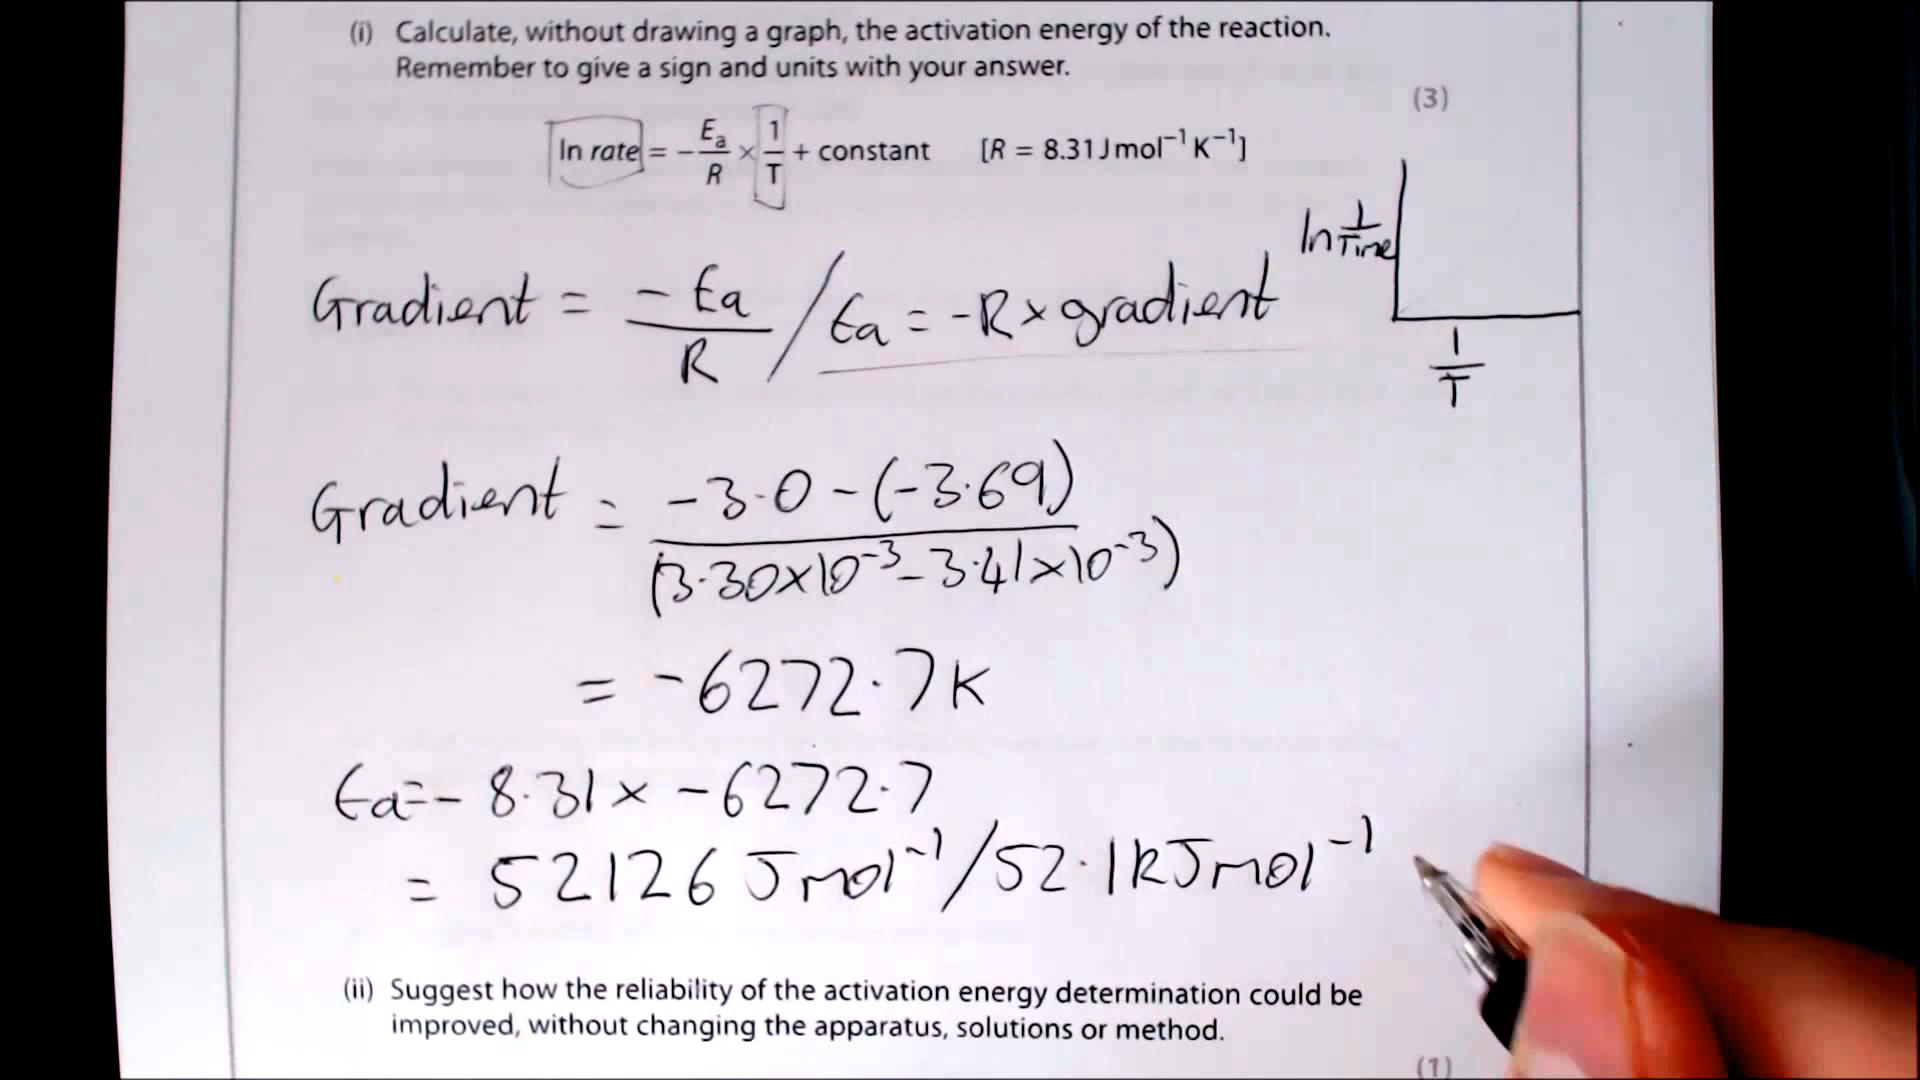 (i) Calculate, without drawing a graph, the activation energy of the reaction.
Remember to give a sign and units with your answer.
(3)
ln rate = − Ea/R × 1/T + constant [R = 8.31 J mol⁻¹ K⁻¹]
ln 1/Time
1/T
Gradient = −Ea/R / Ea = −R × gradient
Gradient = −3.0 − (−3.69) / (3.30×10⁻³ − 3.41×10⁻³)
= −6272.7 K
Ea = − 8.31 × −6272.7
= 52126 J mol⁻¹ / 52.1 kJ mol⁻¹
(ii) Suggest how the reliability of the activation energy determination could be
improved, without changing the apparatus, solutions or method.
(1)